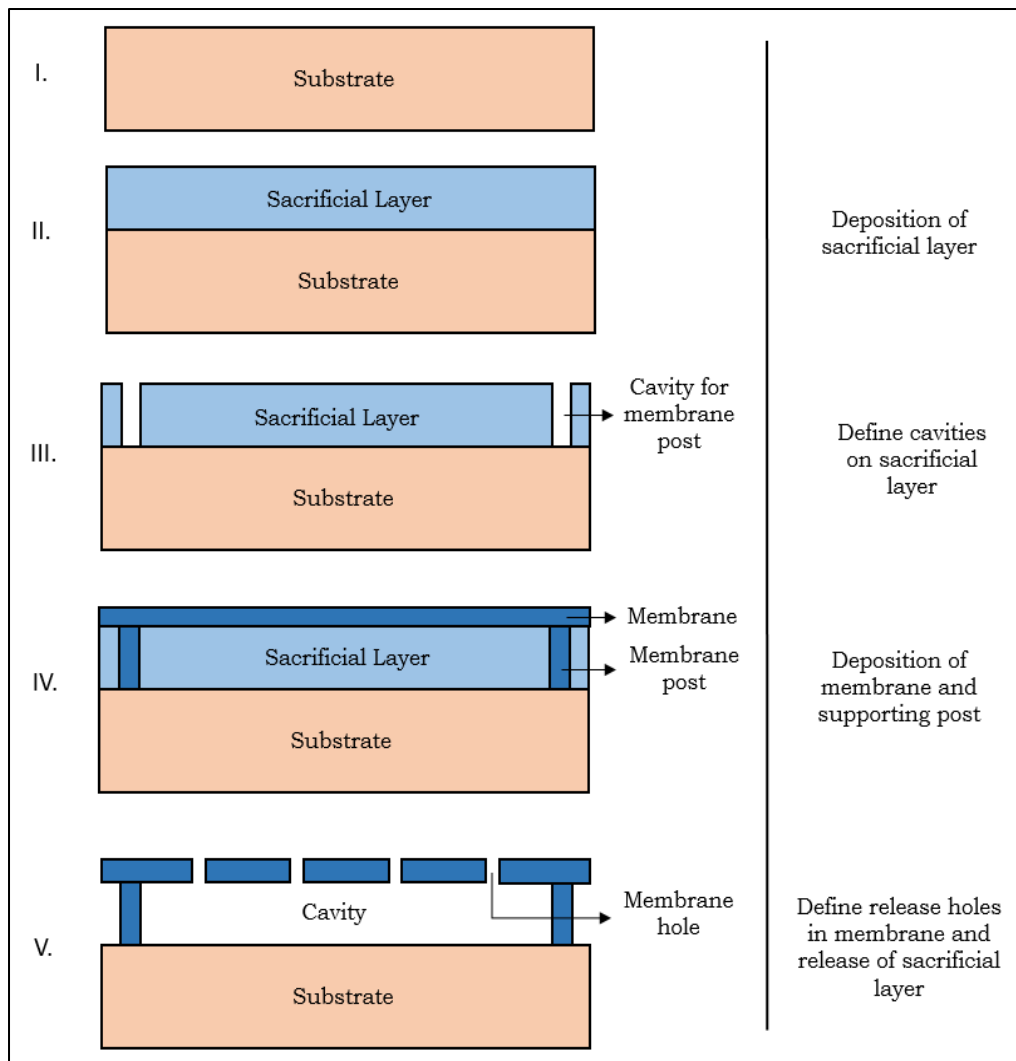 I.
Substrate
II.
Sacrificial Layer
Substrate
Deposition of
sacrificial layer
III.
Sacrificial Layer
Substrate
Cavity for
membrane
post
Define cavities
on sacrificial
layer
IV.
Membrane
Sacrificial Layer
Membrane
post
Substrate
Deposition of
membrane and
supporting post
V.
Cavity
Membrane
hole
Substrate
Define release holes
in membrane and
release of sacrificial
layer